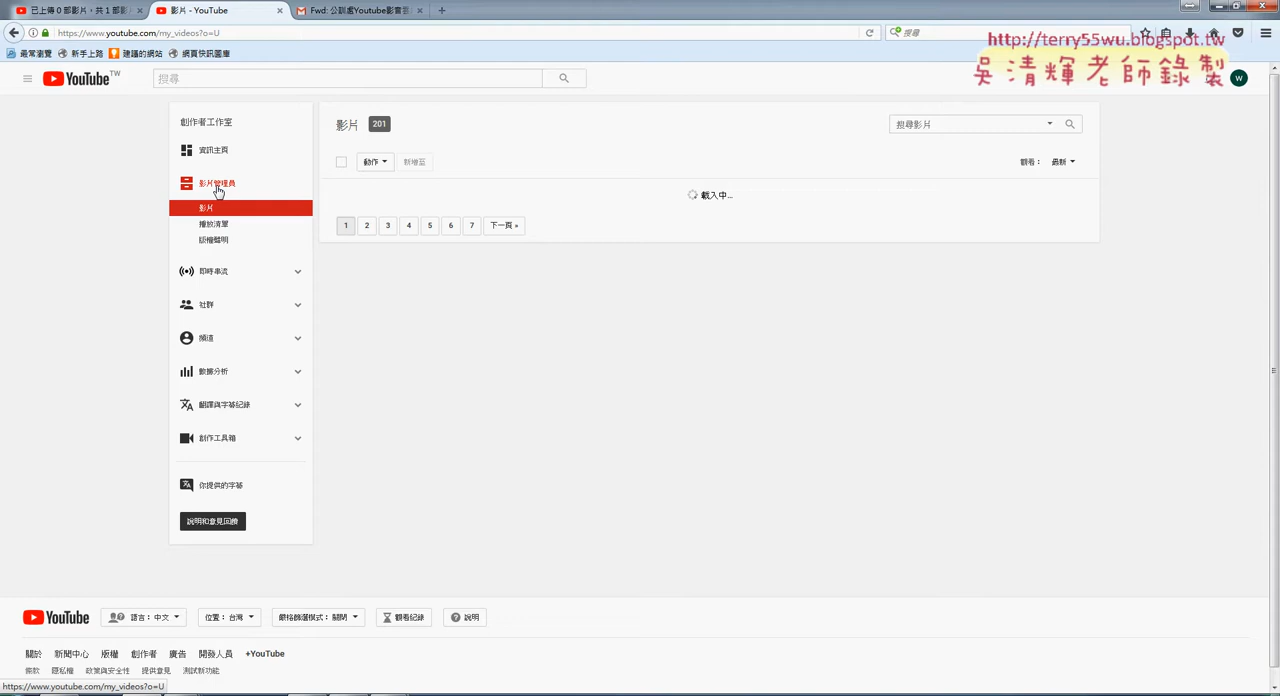 已上傳 0 部影片，共 1 部影
影片 - YouTube
Fwd: 公訓處Youtube影音
https://www.youtube.com/my_videos?o=U
搜尋
最常瀏覽
新手上路
建議的網站
網頁快訊圖庫
http://terry55wu.blogspot.tw
吳清輝老師錄製
YouTube TW
搜尋
W
創作者工作室
資訊主頁
影片管理員
影片
播放清單
版權聲明
即時串流
社群
頻道
數據分析
翻譯與字幕紀錄
創作工具箱
你提供的字幕
說明和意見回饋
影片 201
搜尋影片
動作
新增至
觀看：
最新
載入中...
1 2 3 4 5 6 7 下一頁 »
YouTube
語言：中文
位置：台灣
嚴格篩選模式：關閉
觀看紀錄
說明
關於 新聞中心 版權 創作者 廣告 開發人員 +YouTube
條款 隱私權 政策與安全性 提供意見 測試新功能
https://www.youtube.com/my_videos?o=U